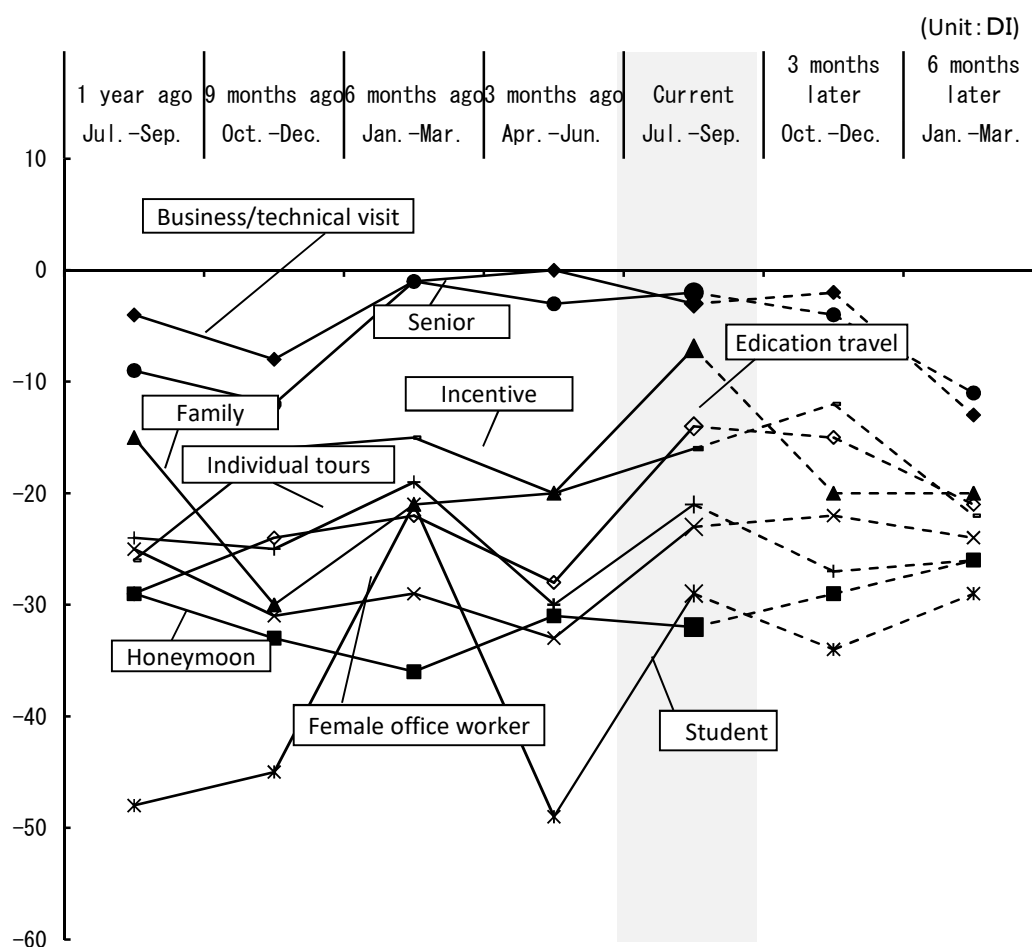 (Unit：DI)
1 year ago
Jul.-Sep.
9 months ago
Oct.-Dec.
6 months ago
Jan.-Mar.
3 months ago
Apr.-Jun.
Current
Jul.-Sep.
3 months
later
Oct.-Dec.
6 months
later
Jan.-Mar.
10
0
-10
-20
-30
-40
-50
-60
Business/technical visit
Senior
Edication travel
Incentive
Family
Individual tours
Honeymoon
Female office worker
Student